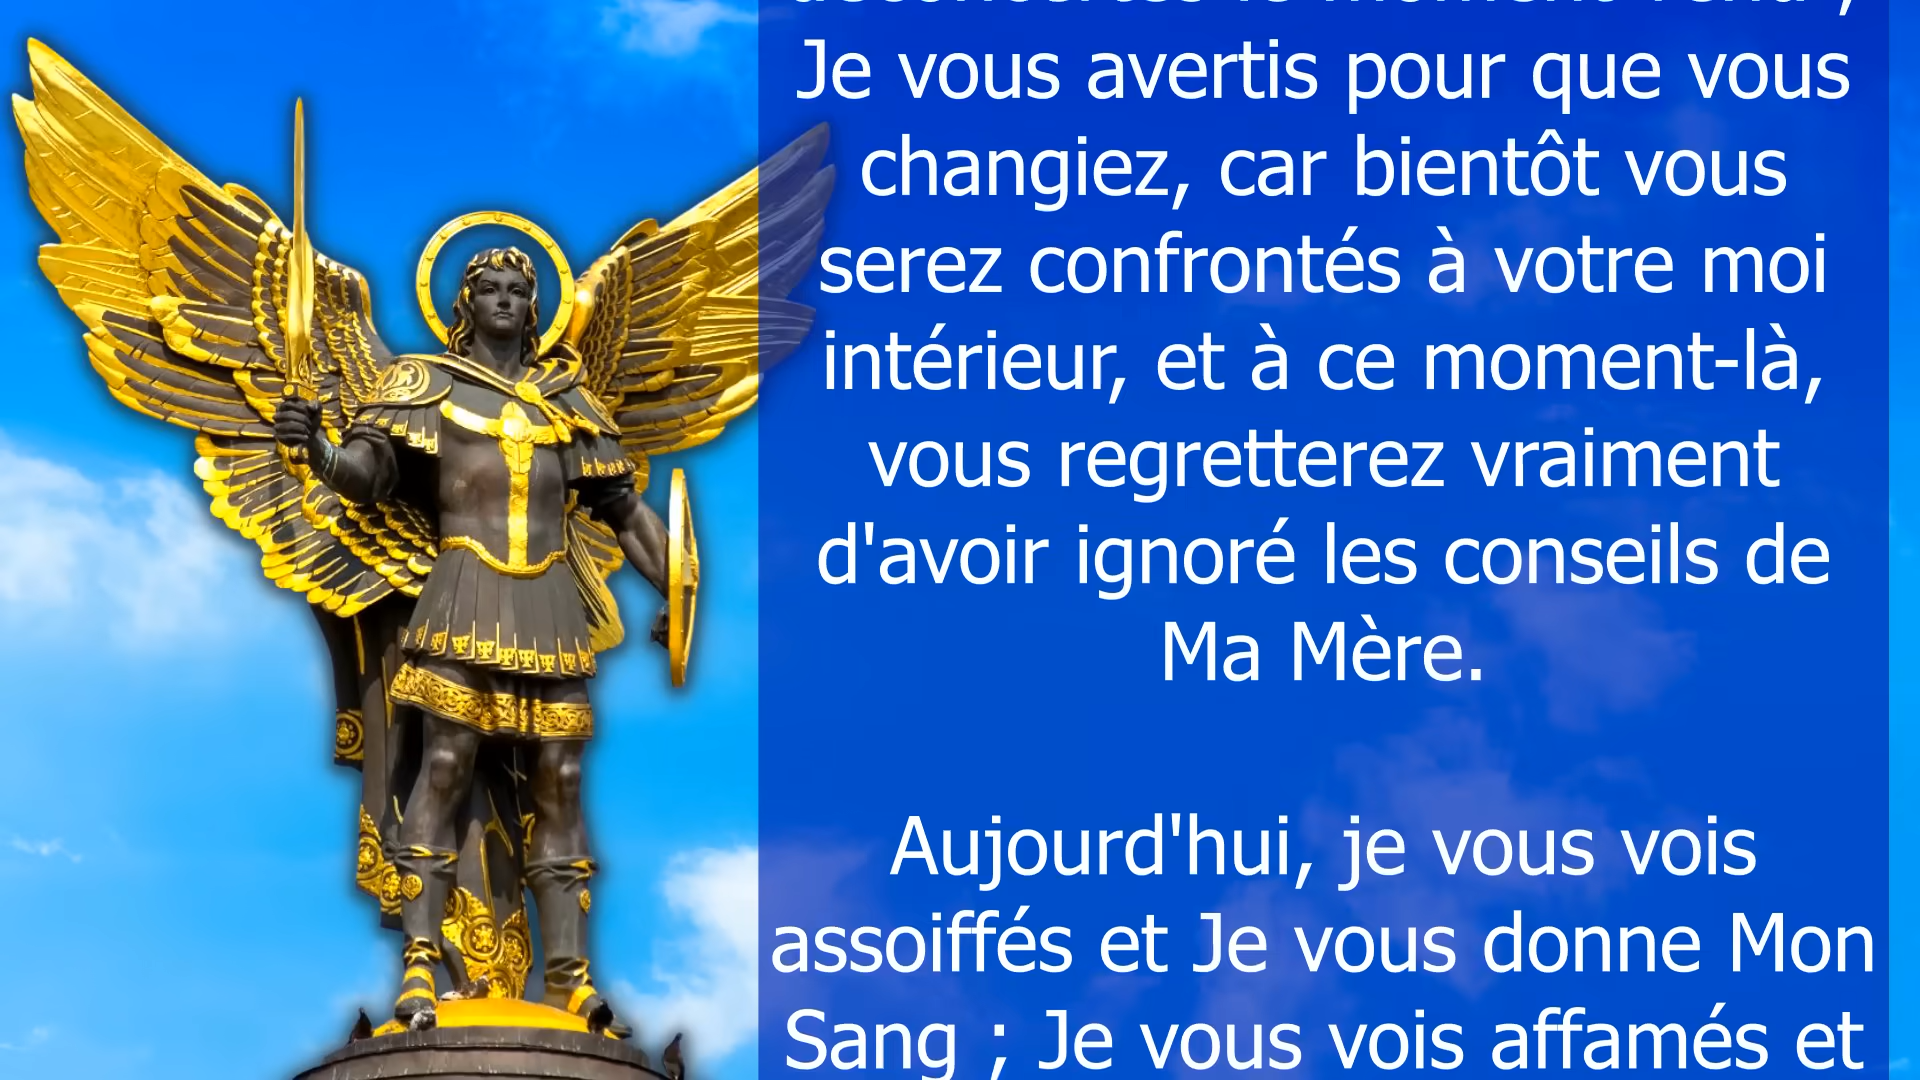 Je vous avertis pour que vous
changiez, car bientôt vous
serez confrontés à votre moi
intérieur, et à ce moment-là,
vous regretterez vraiment
d'avoir ignoré les conseils de
Ma Mère.
Aujourd'hui, je vous vois
assoiffés et Je vous donne Mon
Sang ; Je vous vois affamés et